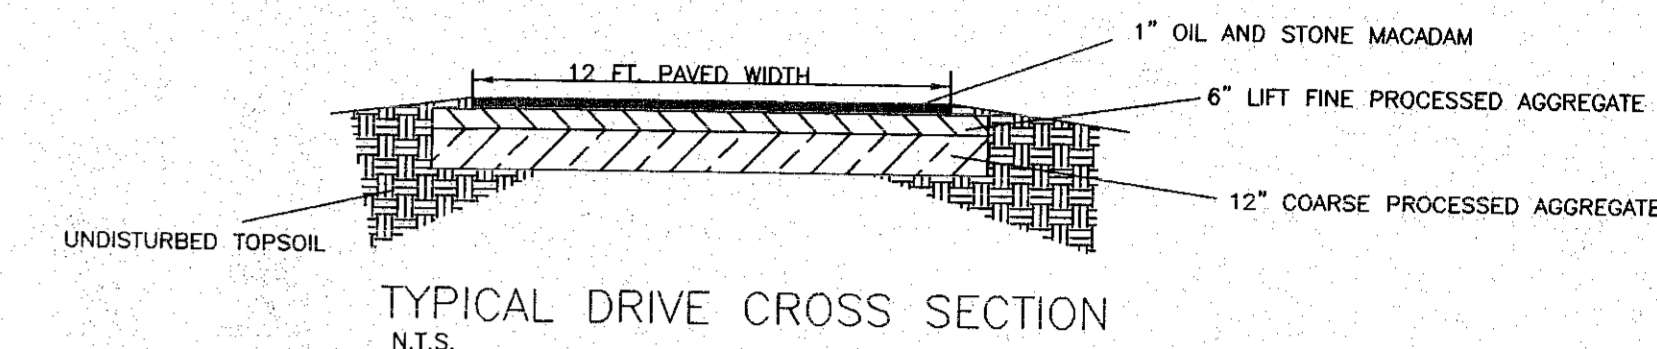 1" OIL AND STONE MACADAM
12 FT. PAVED WIDTH
6" LIFT FINE PROCESSED AGGREGATE
12" COARSE PROCESSED AGGREGATE
UNDISTURBED TOPSOIL
TYPICAL DRIVE CROSS SECTION
N.T.S.